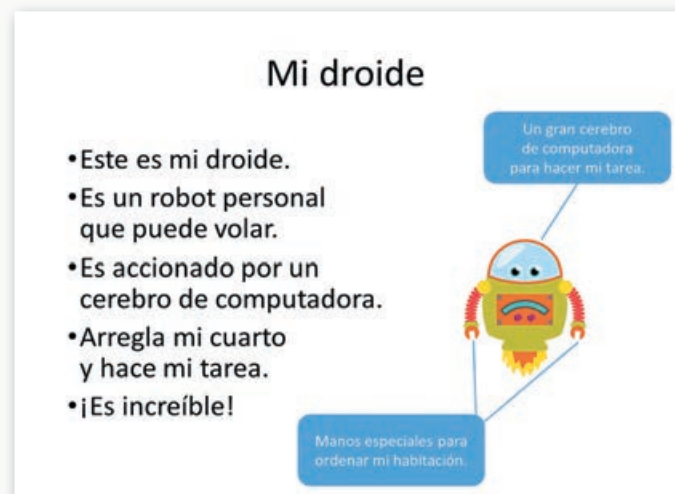 Mi droide
•Este es mi droide.
•Es un robot personal
que puede volar.
•Es accionado por un
cerebro de computadora.
•Arregla mi cuarto
y hace mi tarea.
•¡Es increíble!
Un gran cerebro
de computadora
para hacer mi tarea.
Manos especiales para
ordenar mi habitación.